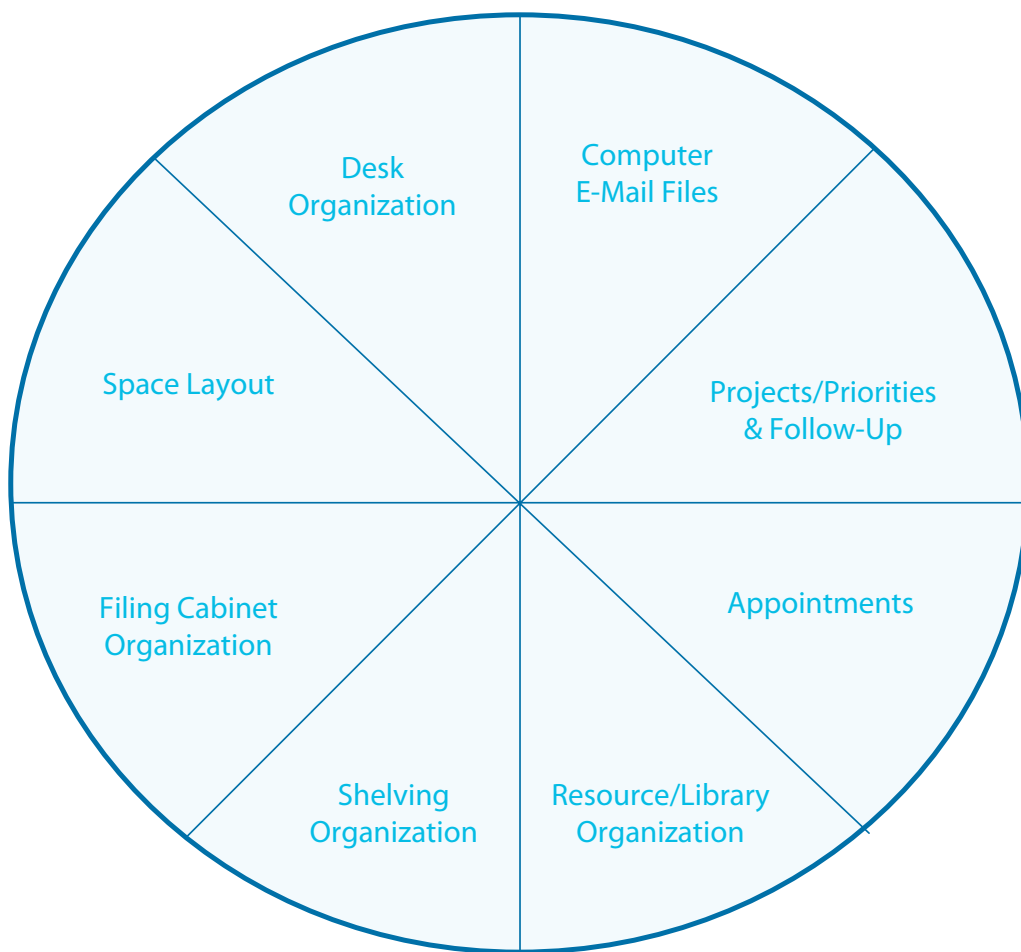 Desk
Organization
Computer
E-Mail Files
Space Layout
Projects/Priorities
& Follow-Up
Filing Cabinet
Organization
Appointments
Shelving
Organization
Resource/Library
Organization